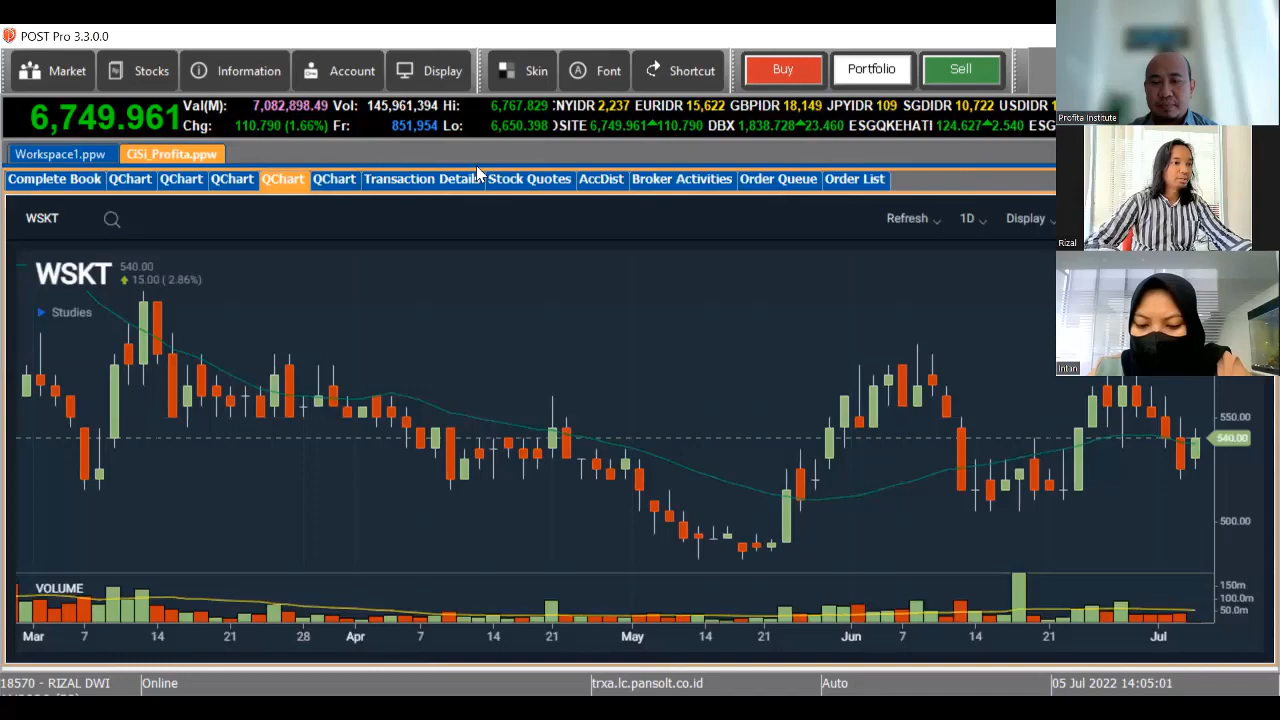 POST Pro 3.3.0.0
Market Stocks Information Account Display Skin Font Shortcut Buy Portfolio Sell
6,749.961 Val(M): 7,082,898.49 Vol: 145,961,394 Hi: 6,767.829 NYIDR 2,237 EURIDR 15,622 GBPIDR 18,149 JPYIDR 109 SGDIDR 10,722 USDIDR 1
Chg: 110.790 (1.66%) Fr: 851,954 Lo: 6,650.398 SITE 6,749.961 110.790 DBX 1,838.728 23.460 ESGQKEHATI 124.627 2.540 ESG
Profita Institute
Workspace1.ppw CiSi_Profita.ppw
Complete Book QChart QChart QChart QChart QChart Transaction Details Stock Quotes AccDist Broker Activities Order Queue Order List
WSKT Refresh 1D Display
Rizal
WSKT 540.00
15.00 ( 2.86%)
Studies
Intan
550.00
540.00
500.00
VOLUME
150m
100.0m
50.0m
Mar 7 14 21 28 Apr 7 14 21 May 14 21 Jun 7 14 21 Jul
18570 - RIZAL DWI Online trxa.lc.pansolt.co.id Auto 05 Jul 2022 14:05:01